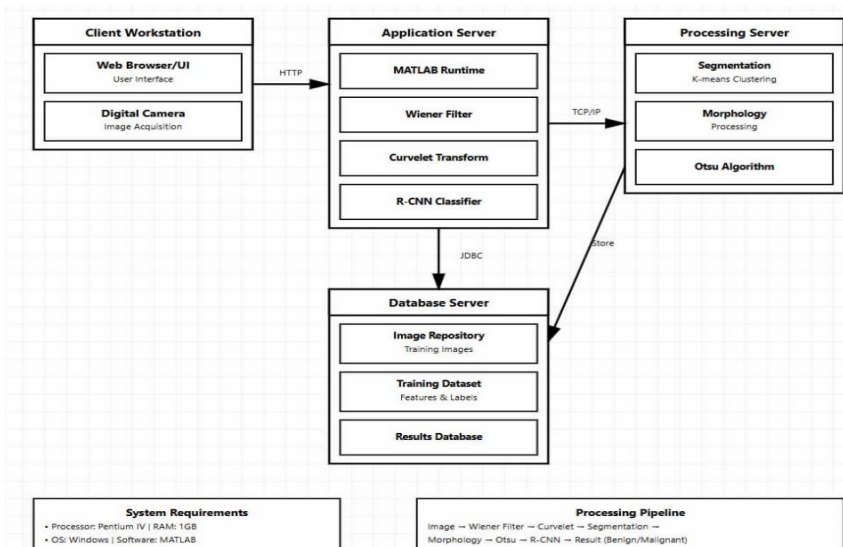 Client Workstation
Web Browser/UI
User Interface
Digital Camera
Image Acquisition
HTTP
Application Server
MATLAB Runtime
Wiener Filter
Curvelet Transform
R-CNN Classifier
TCP/IP
Processing Server
Segmentation
K-means Clustering
Morphology
Processing
Otsu Algorithm
JDBC
Store
Database Server
Image Repository
Training Images
Training Dataset
Features & Labels
Results Database
System Requirements
• Processor: Pentium IV | RAM: 1GB
• OS: Windows | Software: MATLAB
Processing Pipeline
Image → Wiener Filter → Curvelet → Segmentation →
Morphology → Otsu → R-CNN → Result (Benign/Malignant)